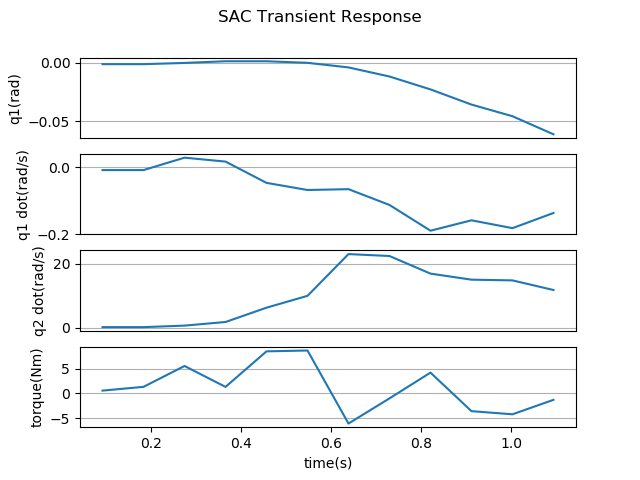 SAC Transient Response
q1(rad)
0.00
−0.05
q1 dot(rad/s)
0.0
−0.2
q2 dot(rad/s)
20
0
torque(Nm)
5
0
−5
0.2 0.4 0.6 0.8 1.0
time(s)